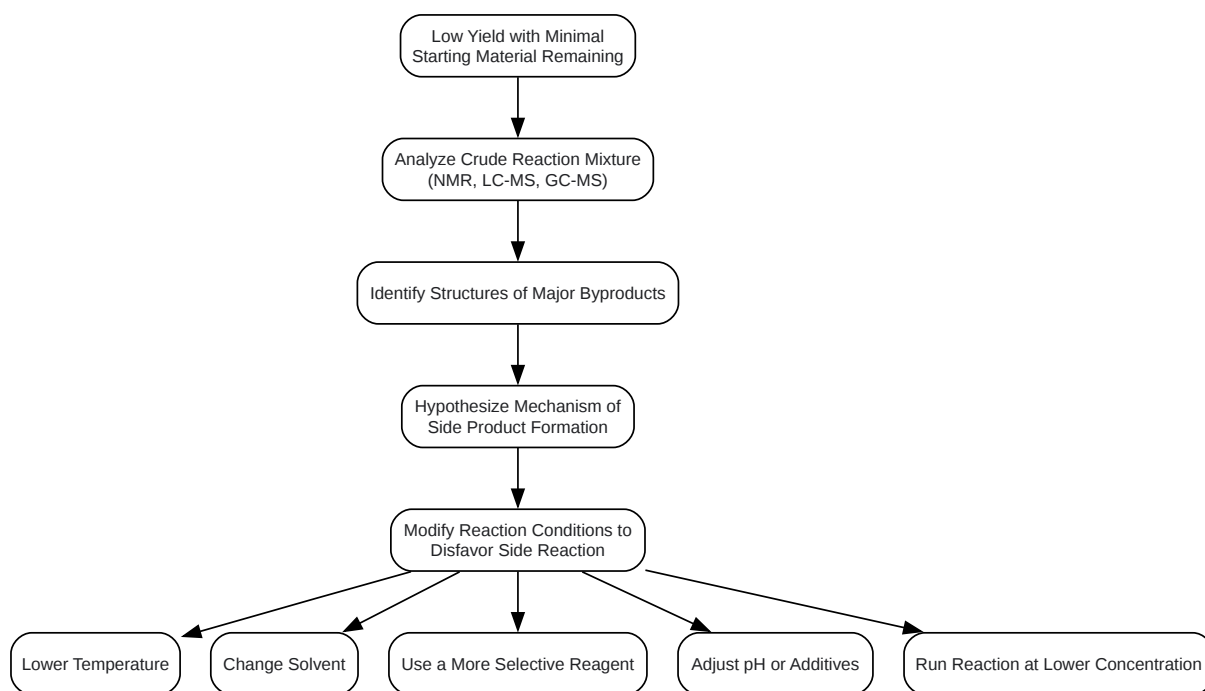 Low Yield with Minimal
Starting Material Remaining
Analyze Crude Reaction Mixture
(NMR, LC-MS, GC-MS)
Identify Structures of Major Byproducts
Hypothesize Mechanism of
Side Product Formation
Modify Reaction Conditions to
Disfavor Side Reaction
Lower Temperature
Change Solvent
Use a More Selective Reagent
Adjust pH or Additives
Run Reaction at Lower Concentration